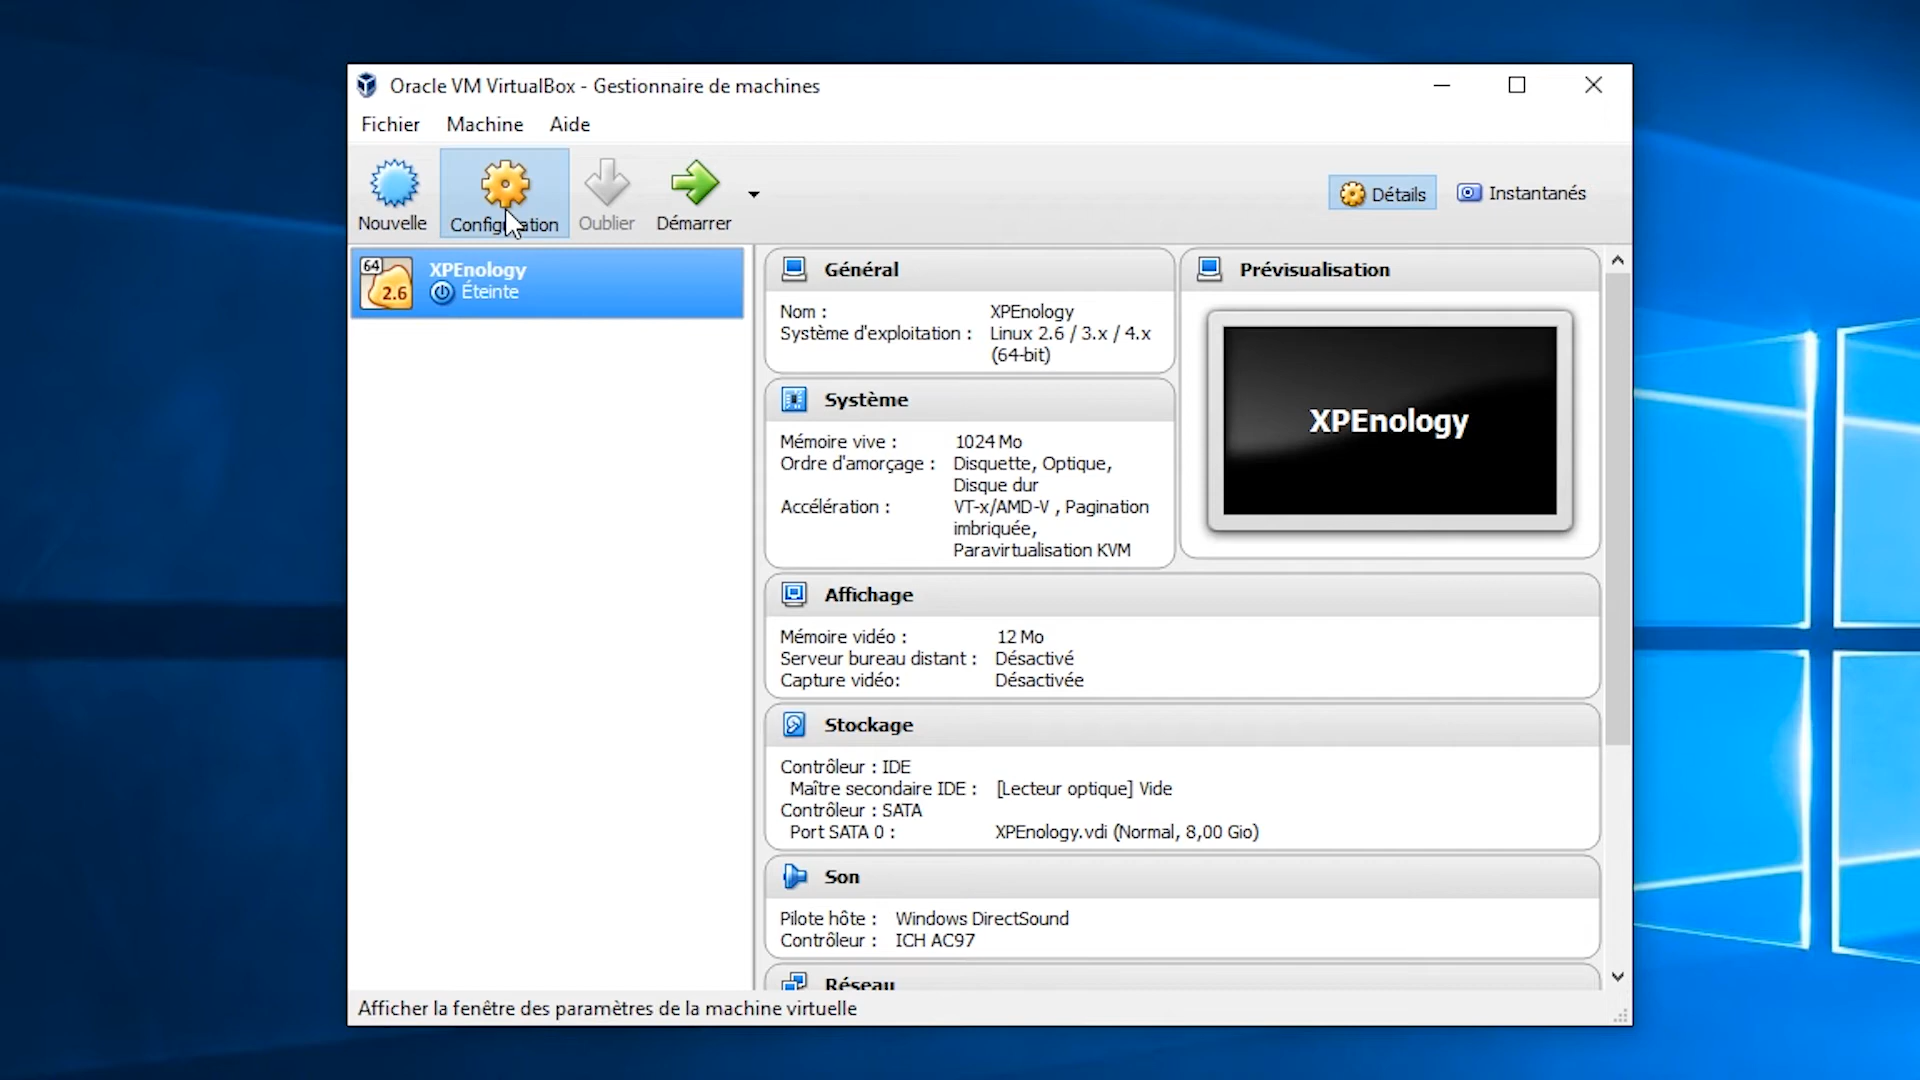 Oracle VM VirtualBox - Gestionnaire de machines
Fichier Machine Aide
Nouvelle Configuration Oublier Démarrer
Détails Instantanés
64
2.6
XPEnology
Éteinte
Général
Nom : XPEnology
Système d'exploitation : Linux 2.6 / 3.x / 4.x
(64-bit)
Système
Mémoire vive : 1024 Mo
Ordre d'amorçage : Disquette, Optique,
Disque dur
Accélération : VT-x/AMD-V , Pagination
imbriquée,
Paravirtualisation KVM
Prévisualisation
XPEnology
Affichage
Mémoire vidéo : 12 Mo
Serveur bureau distant : Désactivé
Capture vidéo: Désactivée
Stockage
Contrôleur : IDE
Maître secondaire IDE : [Lecteur optique] Vide
Contrôleur : SATA
Port SATA 0 : XPEnology.vdi (Normal, 8,00 Gio)
Son
Pilote hôte : Windows DirectSound
Contrôleur : ICH AC97
Réseau
Afficher la fenêtre des paramètres de la machine virtuelle